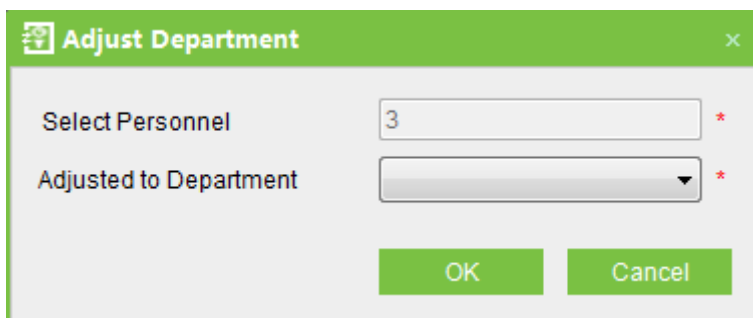 Adjust Department ×
Select Personnel 3 *
Adjusted to Department *
OK Cancel